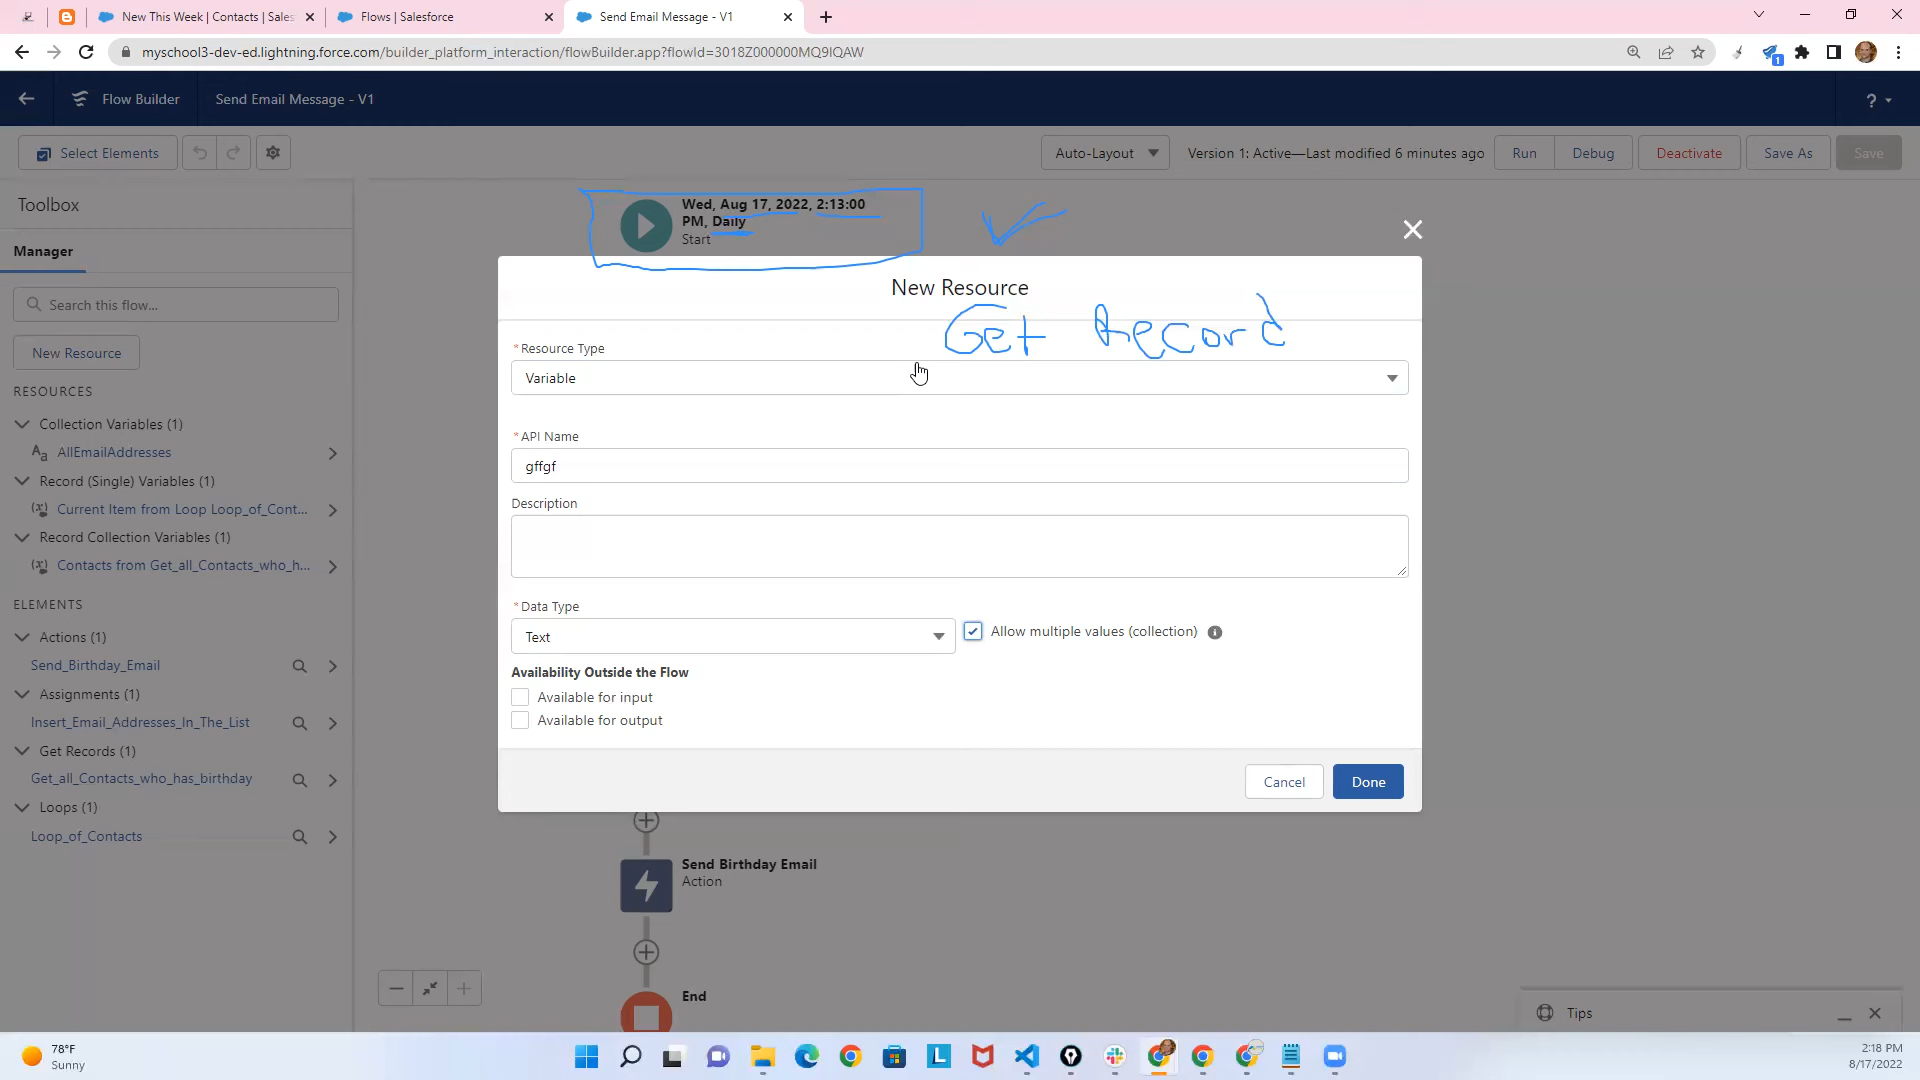 New This Week | Contacts | Sales
Flows | Salesforce
Send Email Message - V1
myschool3-dev-ed.lightning.force.com/builder_platform_interaction/flowBuilder.app?flowId=3018Z000000MQ9IQAW
1
Flow Builder
Send Email Message - V1
?
Select Elements
Auto-Layout
Version 1: Active—Last modified 6 minutes ago
Run
Debug
Deactivate
Save As
Save
Toolbox
Manager
Search this flow...
New Resource
RESOURCES
Collection Variables (1)
AllEmailAddresses
Record (Single) Variables (1)
Current Item from Loop Loop_of_Cont...
Record Collection Variables (1)
Contacts from Get_all_Contacts_who_h...
ELEMENTS
Actions (1)
Send_Birthday_Email
Assignments (1)
Insert_Email_Addresses_In_The_List
Get Records (1)
Get_all_Contacts_who_has_birthday
Loops (1)
Loop_of_Contacts
Wed, Aug 17, 2022, 2:13:00
PM, Daily
Start
New Resource
Get Record
*Resource Type
Variable
*API Name
gffgf
Description
*Data Type
Text
Allow multiple values (collection)
Availability Outside the Flow
Available for input
Available for output
Cancel
Done
Send Birthday Email
Action
End
Tips
78°F
Sunny
2:18 PM
8/17/2022